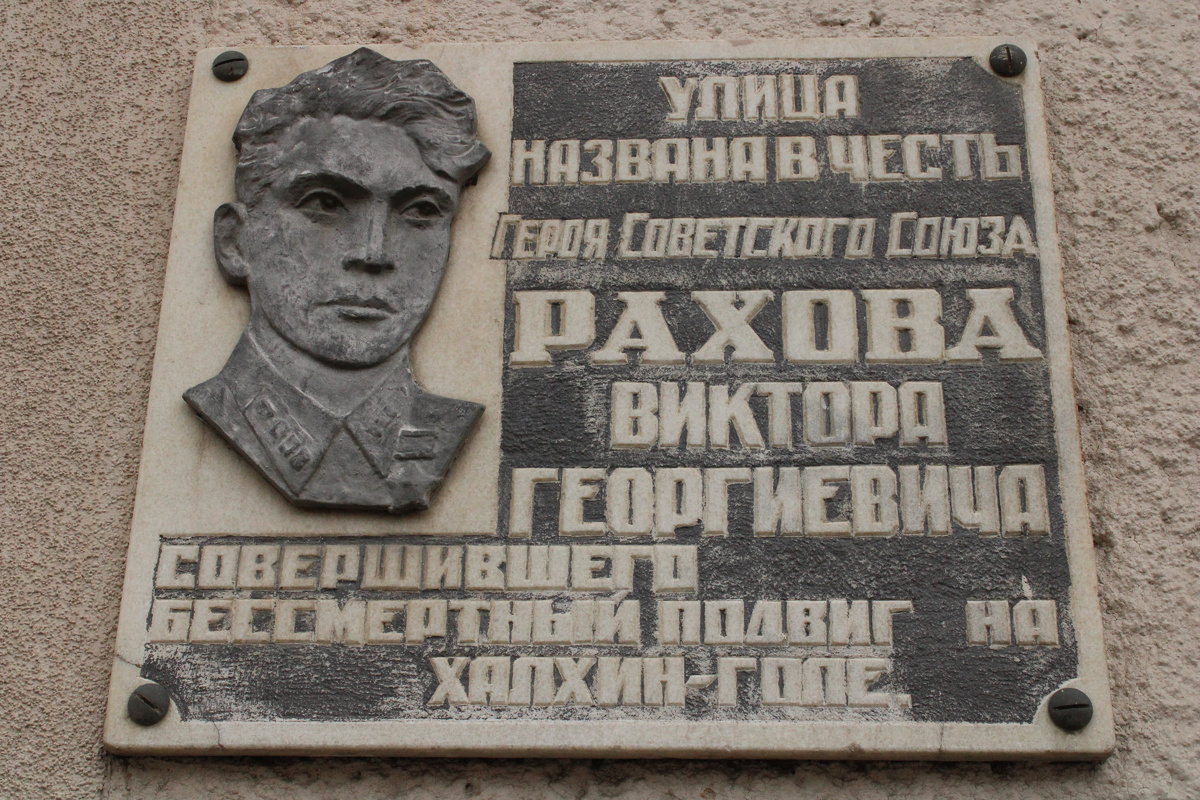 УЛИЦА
НАЗВАНА В ЧЕСТЬ
ГЕРОЯ СОВЕТСКОГО СОЮЗА
РАХОВА
ВИКТОРА
ГЕОРГИЕВИЧА
СОВЕРШИВШЕГО
БЕССМЕРТНЫЙ ПОДВИГ НА
ХАЛХИН-ГОЛЕ.